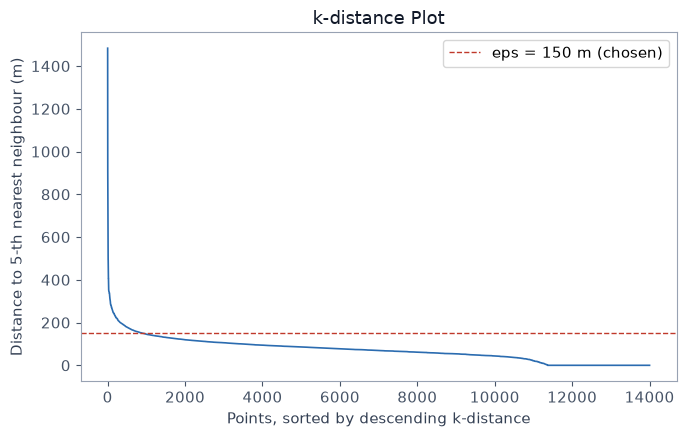 k-distance Plot
eps = 150 m (chosen)
Distance to 5-th nearest neighbour (m)
1400
1200
1000
800
600
400
200
0
0 2000 4000 6000 8000 10000 12000 14000
Points, sorted by descending k-distance